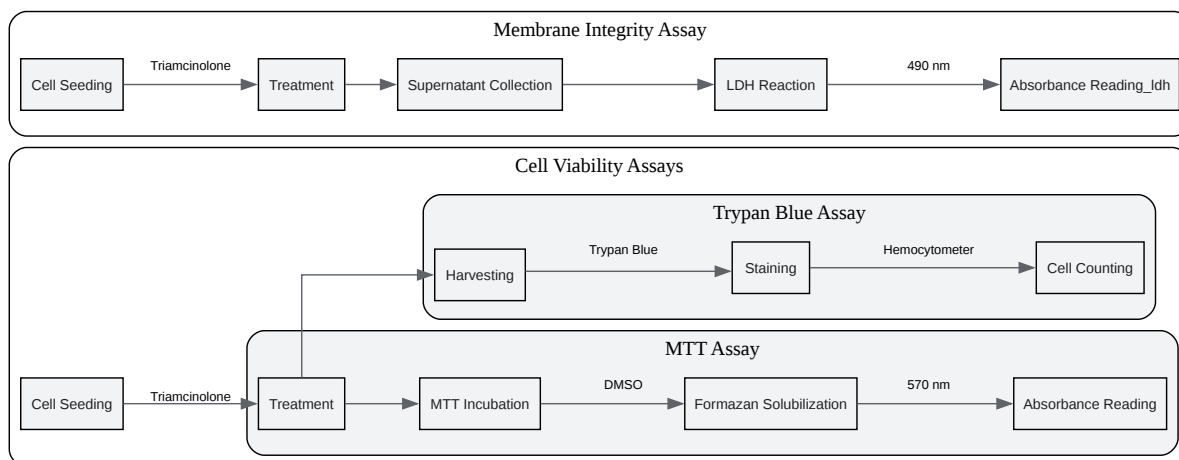 Membrane Integrity Assay
Triamcinolone
490 nm
Cell Seeding
Treatment
Supernatant Collection
LDH Reaction
Absorbance Reading_ldh
Cell Viability Assays
Trypan Blue Assay
Trypan Blue
Hemocytometer
Harvesting
Staining
Cell Counting
MTT Assay
Triamcinolone
DMSO
570 nm
Cell Seeding
Treatment
MTT Incubation
Formazan Solubilization
Absorbance Reading